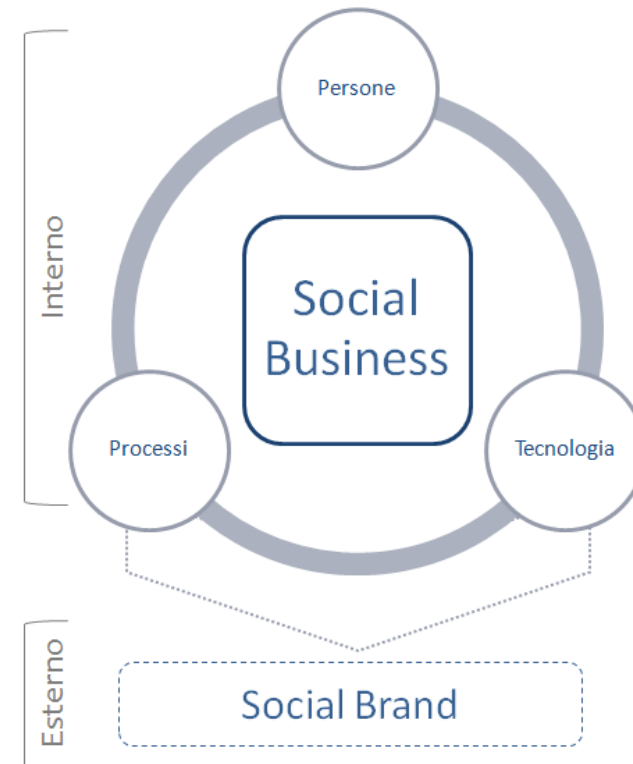 Persone
Interno
Social
Business
Processi
Tecnologia
Esterno
Social Brand